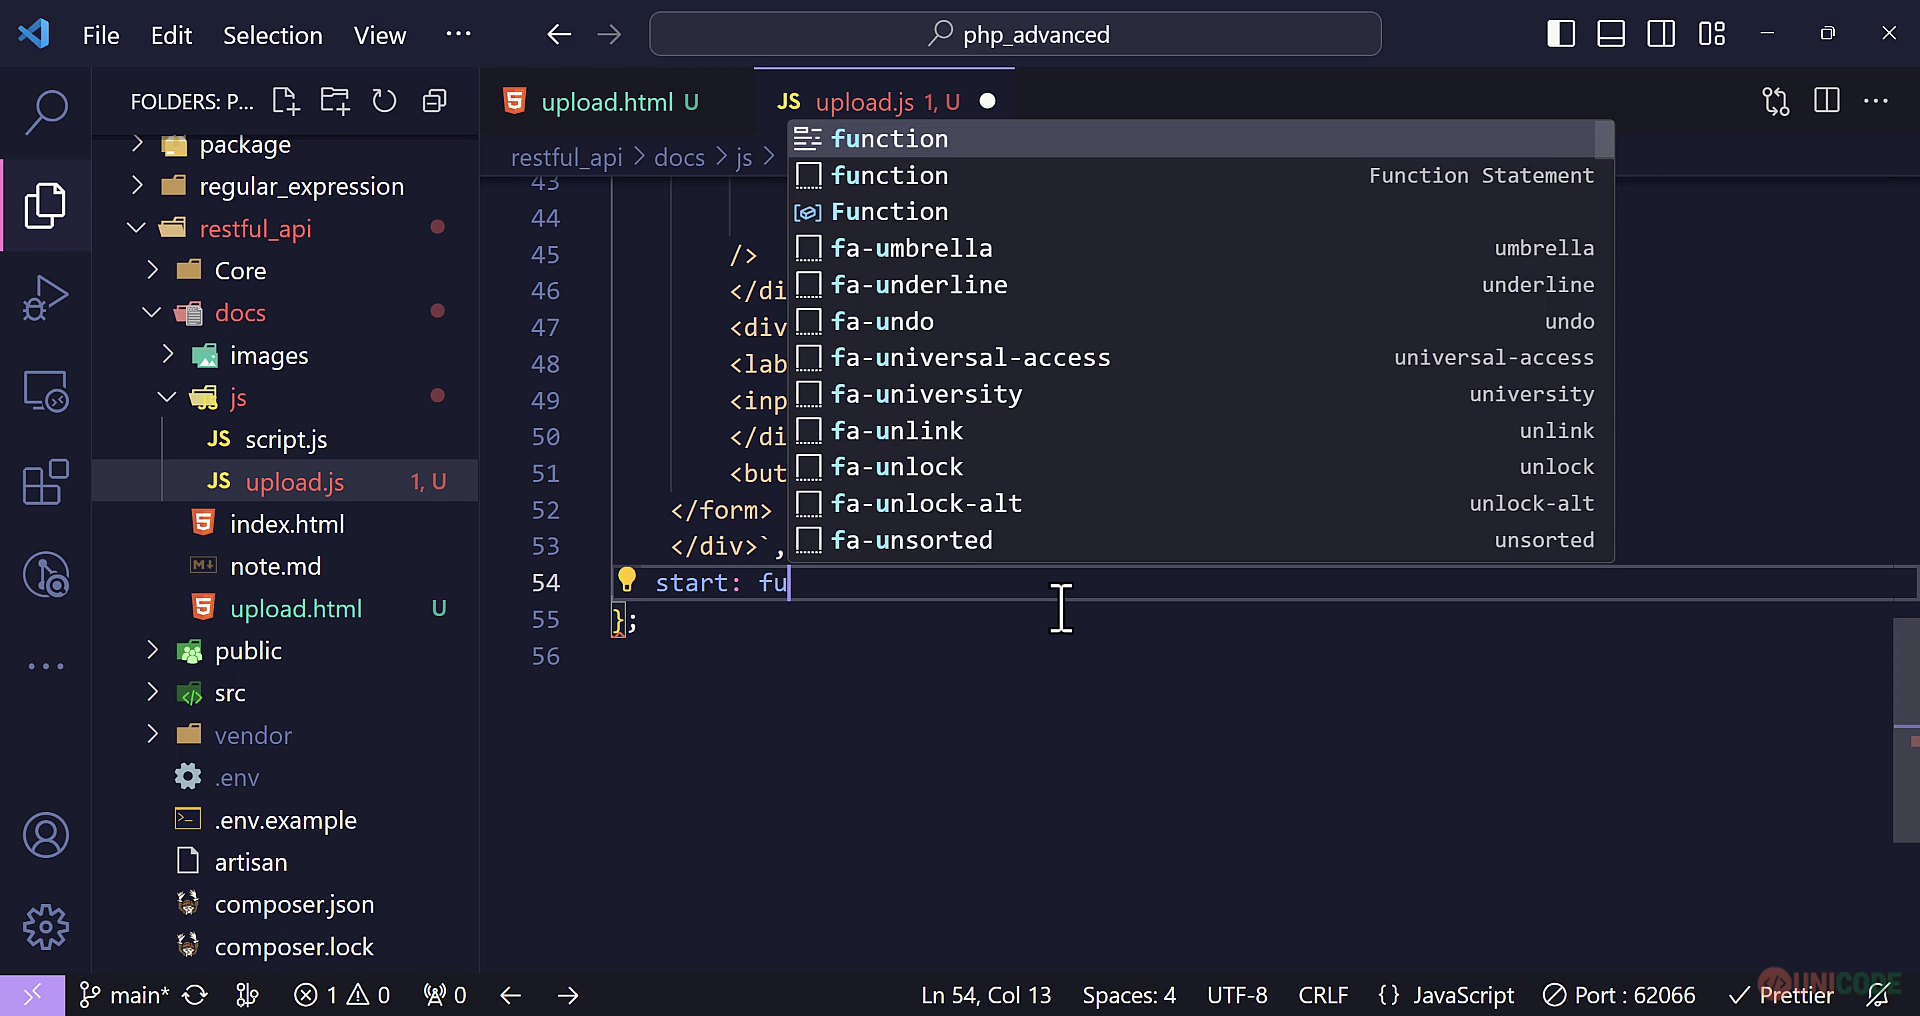 File Edit Selection View ··· php_advanced
FOLDERS: P...
package
regular_expression
restful_api
Core
docs
images
js
JS script.js
JS upload.js 1, U
index.html
note.md
upload.html U
public
src
vendor
.env
.env.example
artisan
composer.json
composer.lock
upload.html U JS upload.js 1, U
restful_api > docs > js >
43
44
45 />
46 </di
47 <div
48 <lab
49 <inp
50 </di
51 <but
52 </form>
53 </div>`,
54 start: fu
55 };
56
function
function Function Statement
Function
fa-umbrella umbrella
fa-underline underline
fa-undo undo
fa-universal-access universal-access
fa-university university
fa-unlink unlink
fa-unlock unlock
fa-unlock-alt unlock-alt
fa-unsorted unsorted
main* 1 0 0 Ln 54, Col 13 Spaces: 4 UTF-8 CRLF {} JavaScript Port : 62066 Prettier
UNICODE